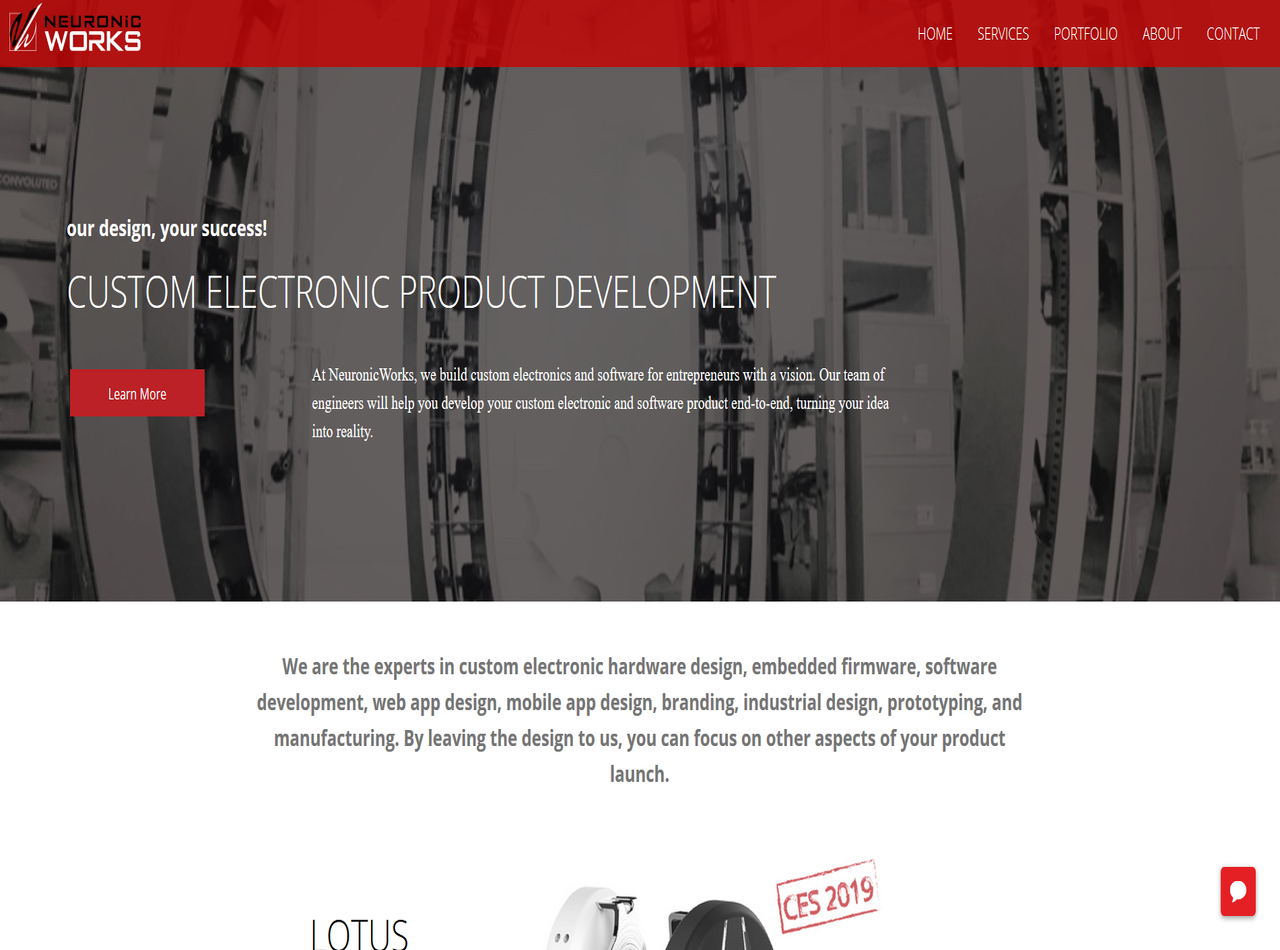 NEURONIC
WORKS
HOME SERVICES PORTFOLIO ABOUT CONTACT
CONVOLUTED
our design, your success!
CUSTOM ELECTRONIC PRODUCT DEVELOPMENT
Learn More
At NeuronicWorks, we build custom electronics and software for entrepreneurs with a vision. Our team of
engineers will help you develop your custom electronic and software product end-to-end, turning your idea
into reality.
We are the experts in custom electronic hardware design, embedded firmware, software
development, web app design, mobile app design, branding, industrial design, prototyping, and
manufacturing. By leaving the design to us, you can focus on other aspects of your product
launch.
CES 2019
LOTUS